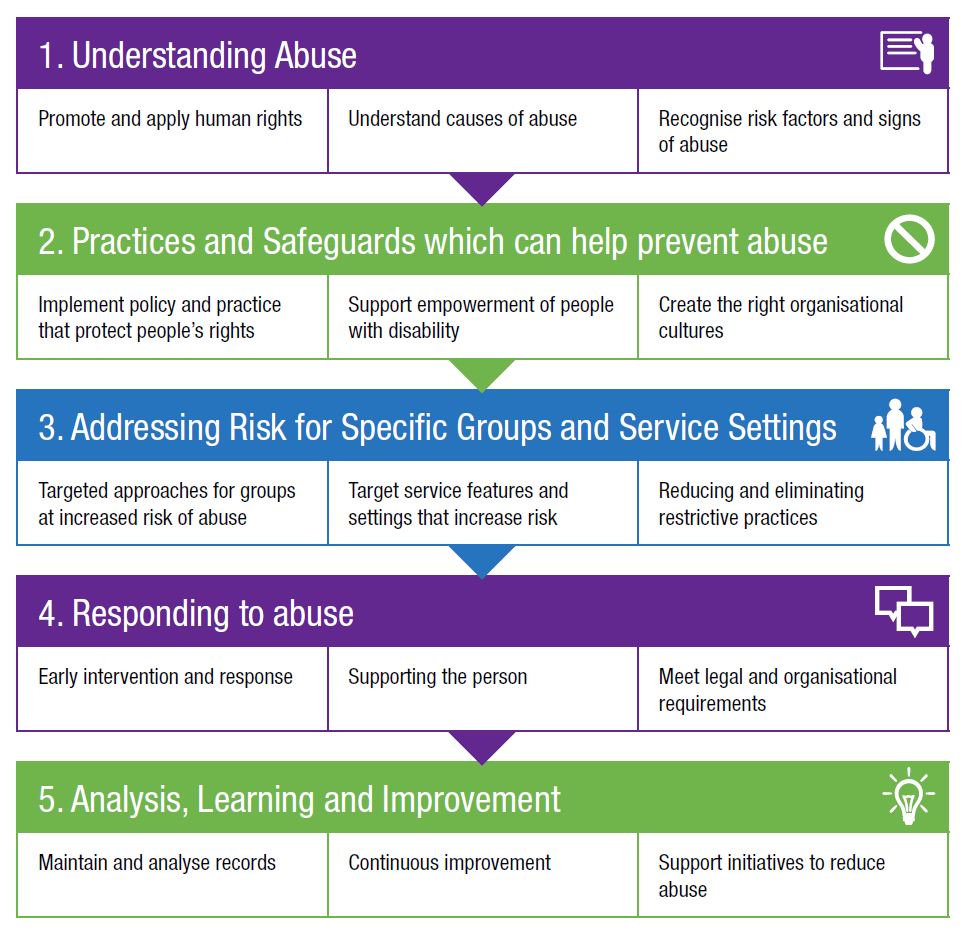 1. Understanding Abuse
Promote and apply human rights
Understand causes of abuse
Recognise risk factors and signs
of abuse
2. Practices and Safeguards which can help prevent abuse
Implement policy and practice
that protect people’s rights
Support empowerment of people
with disability
Create the right organisational
cultures
3. Addressing Risk for Specific Groups and Service Settings
Targeted approaches for groups
at increased risk of abuse
Target service features and
settings that increase risk
Reducing and eliminating
restrictive practices
4. Responding to abuse
Early intervention and response
Supporting the person
Meet legal and organisational
requirements
5. Analysis, Learning and Improvement
Maintain and analyse records
Continuous improvement
Support initiatives to reduce
abuse